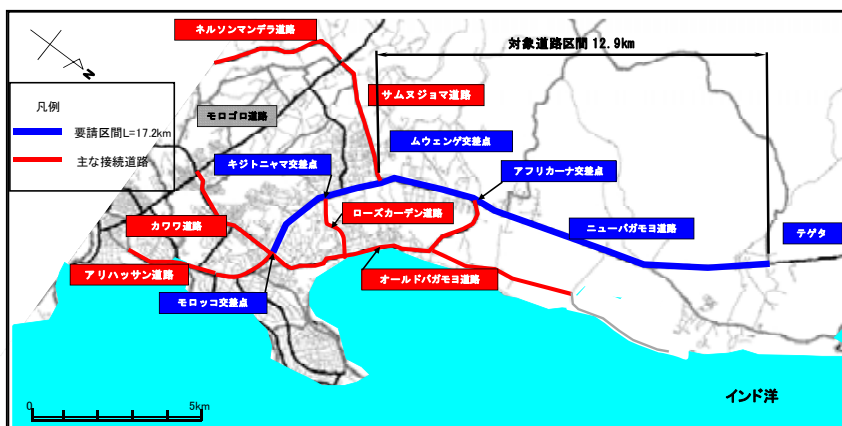 ネルソンマンデラ道路
対象道路区間 12.9km
N
サムヌジョマ道路
凡例
要請区間L=17.2km
主な接続道路
モロゴロ道路
ムウェンゲ交差点
キジトニャマ交差点
アフリカーナ交差点
ローズカーデン道路
カワワ道路
ニューバガモヨ道路
テゲタ
アリハッサン道路
オールドバガモヨ道路
モロッコ交差点
インド洋
0
5km